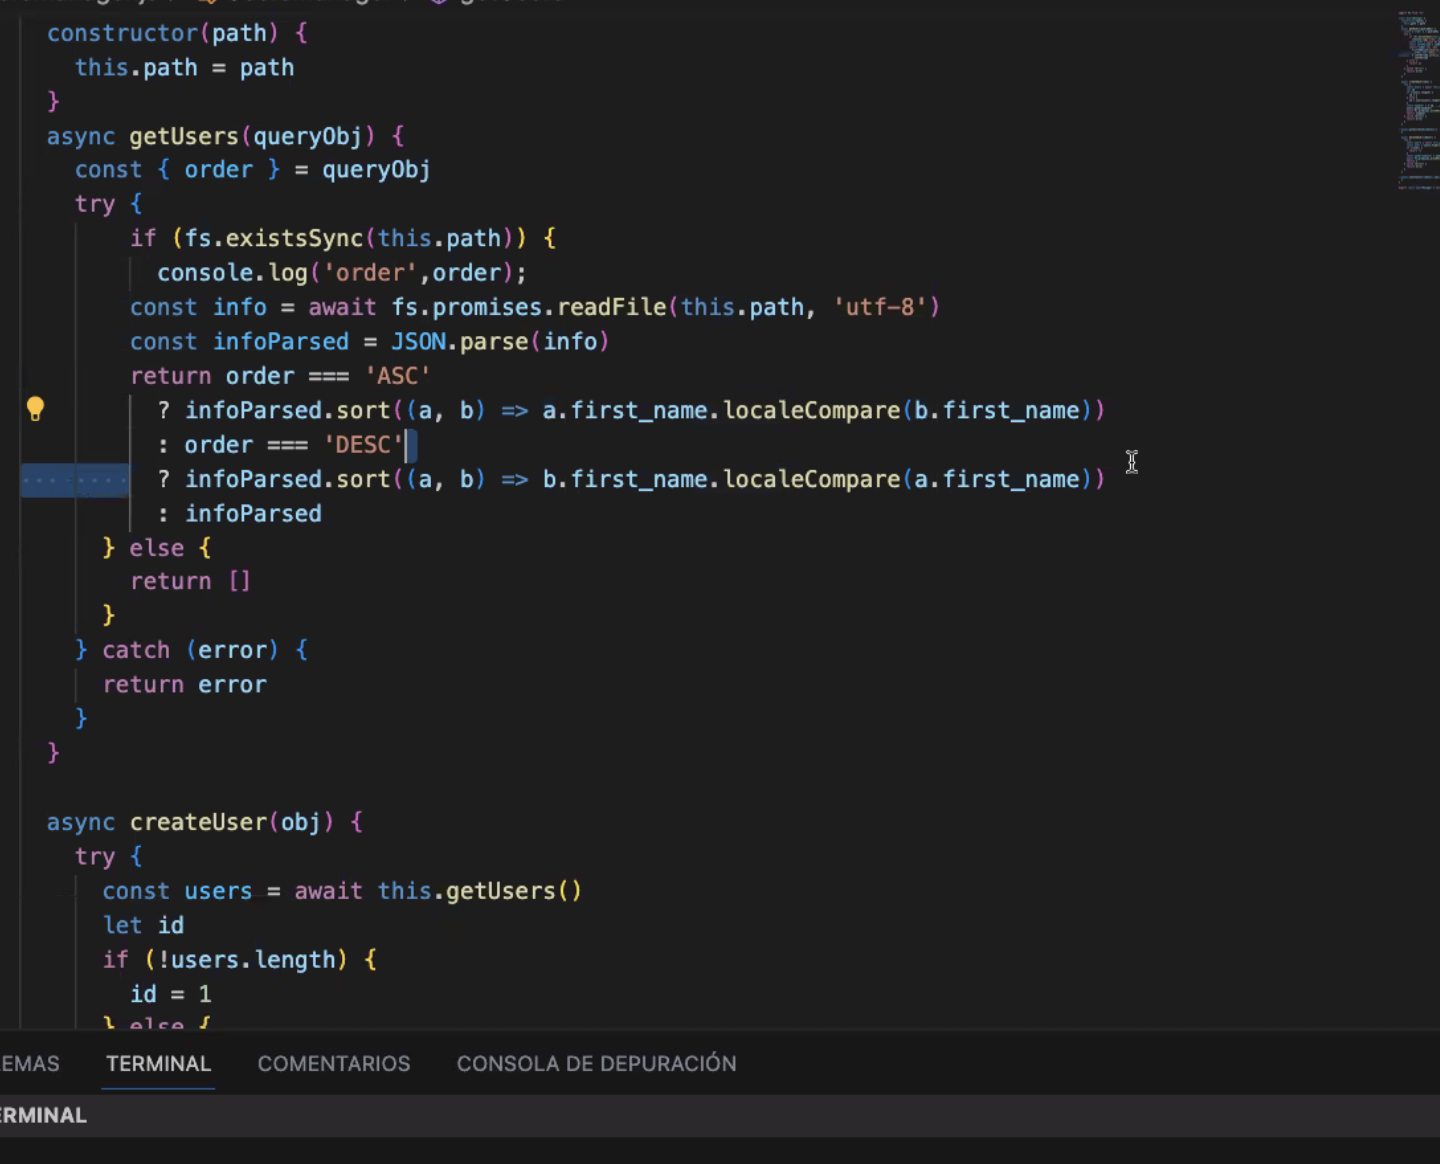 constructor(path) {
this.path = path
}
async getUsers(queryObj) {
const { order } = queryObj
try {
if (fs.existsSync(this.path)) {
console.log('order',order);
const info = await fs.promises.readFile(this.path, 'utf-8')
const infoParsed = JSON.parse(info)
return order === 'ASC'
? infoParsed.sort((a, b) => a.first_name.localeCompare(b.first_name))
: order === 'DESC'
? infoParsed.sort((a, b) => b.first_name.localeCompare(a.first_name))
: infoParsed
} else {
return []
}
} catch (error) {
return error
}
}
async createUser(obj) {
try {
const users = await this.getUsers()
let id
if (!users.length) {
id = 1
} else {
EMAS TERMINAL COMENTARIOS CONSOLA DE DEPURACIÓN
ERMINAL